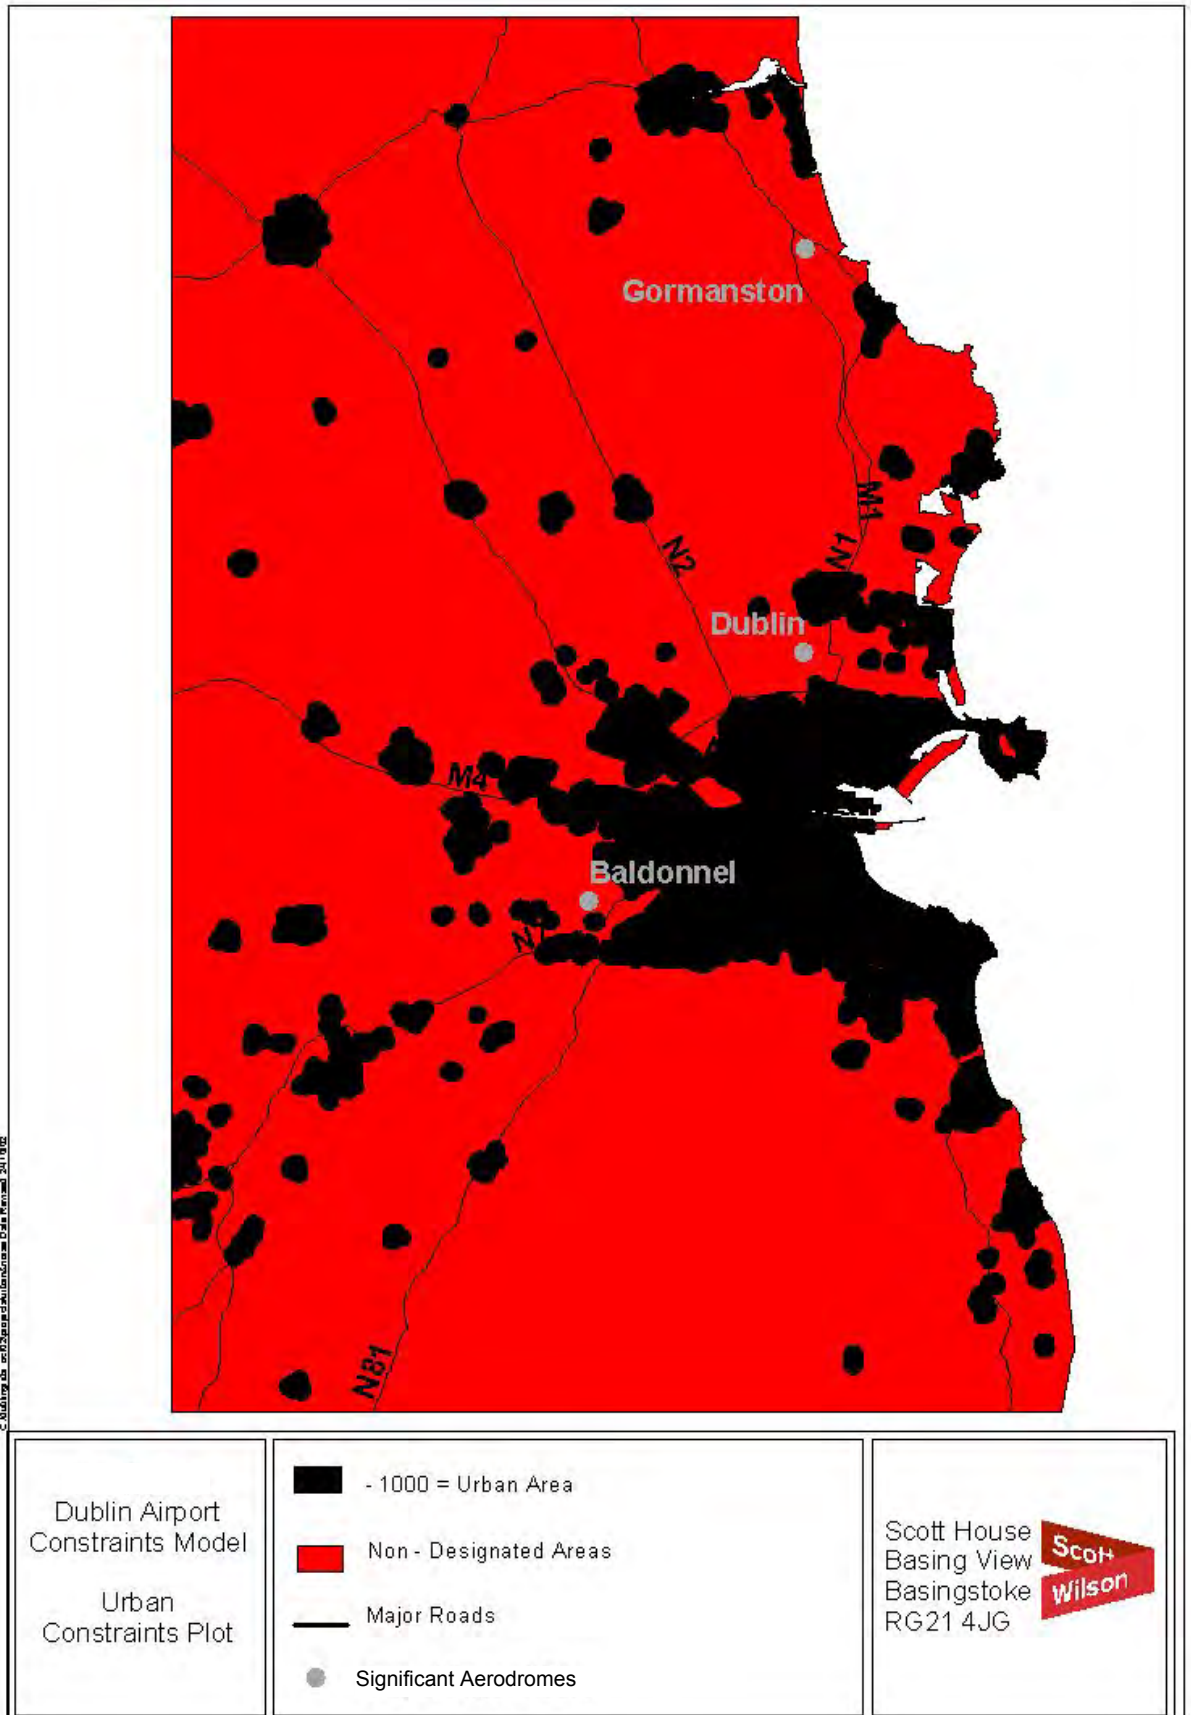 Gormanston
M1
N2
N1
Dublin
M4
Baldonnel
N81
Dublin Airport
Constraints Model
Urban
Constraints Plot
- 1000 = Urban Area
Non - Designated Areas
Major Roads
Significant Aerodromes
Scott House
Basing View
Basingstoke
RG21 4JG
Scott
Wilson